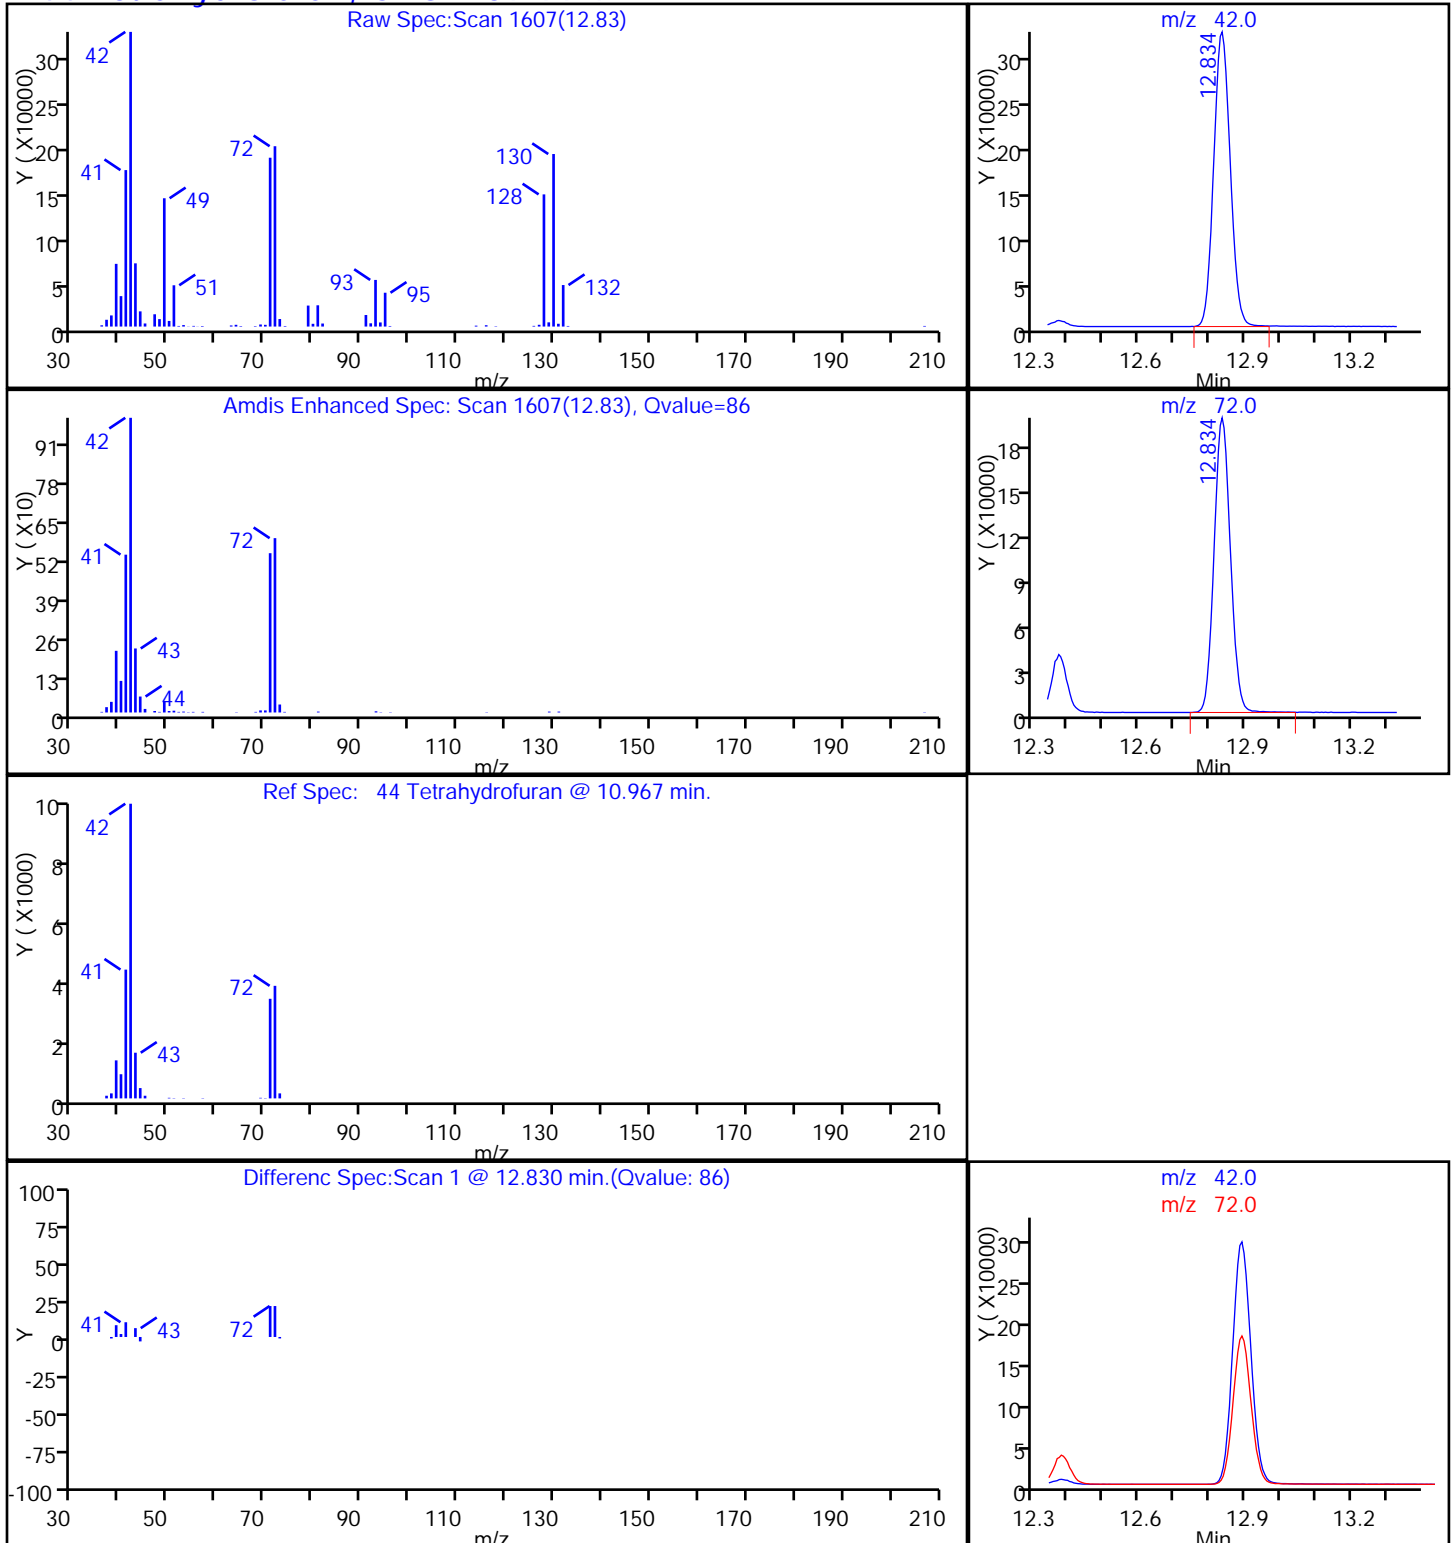 Raw Spec:Scan 1607(12.83)
Y ( X10000)
30
25
20
15
10
5
0
42
41
49
51
72
93
95
130
128
132
30 50 70 90 110 130 150 170 190 210
m/z
m/z 42.0
Y ( X10000)
30
25
20
15
10
5
0
12.834
12.3 12.6 12.9 13.2
Min
Amdis Enhanced Spec: Scan 1607(12.83), Qvalue=86
Y ( X10)
91
78
65
52
39
26
13
0
42
41
43
44
72
30 50 70 90 110 130 150 170 190 210
m/z
m/z 72.0
Y ( X10000)
18
15
12
9
6
3
0
12.834
12.3 12.6 12.9 13.2
Min
Ref Spec: 44 Tetrahydrofuran @ 10.967 min.
Y ( X1000)
10
8
6
4
2
0
42
41
43
72
30 50 70 90 110 130 150 170 190 210
m/z
Differenc Spec:Scan 1 @ 12.830 min.(Qvalue: 86)
Y
100
75
50
25
0
-25
-50
-75
-100
41
43
72
30 50 70 90 110 130 150 170 190 210
m/z
m/z 42.0
m/z 72.0
Y ( X10000)
30
25
20
15
10
5
0
12.3 12.6 12.9 13.2
Min